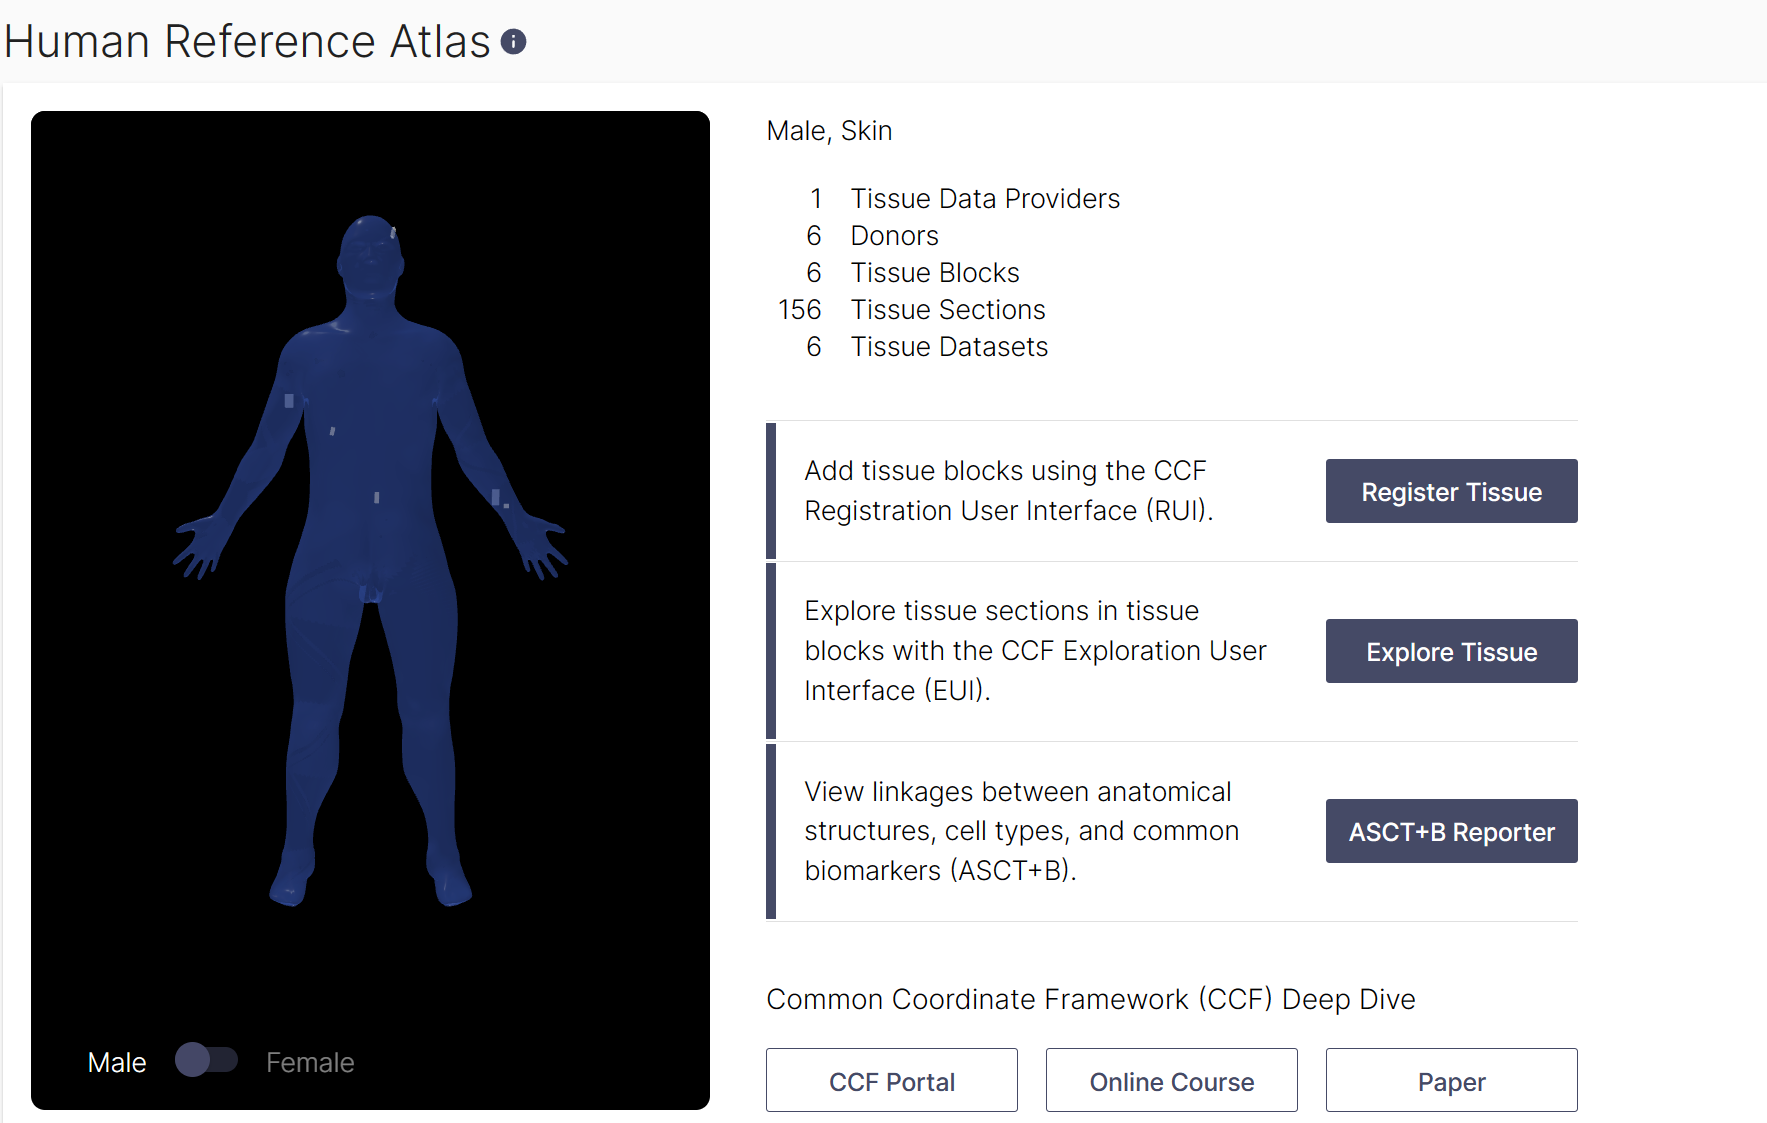 Human Reference Atlas
Male, Skin
1 Tissue Data Providers
6 Donors
6 Tissue Blocks
156 Tissue Sections
6 Tissue Datasets
Add tissue blocks using the CCF
Registration User Interface (RUI).
Register Tissue
Explore tissue sections in tissue
blocks with the CCF Exploration User
Interface (EUI).
Explore Tissue
View linkages between anatomical
structures, cell types, and common
biomarkers (ASCT+B).
ASCT+B Reporter
Common Coordinate Framework (CCF) Deep Dive
CCF Portal
Online Course
Paper
Male
Female